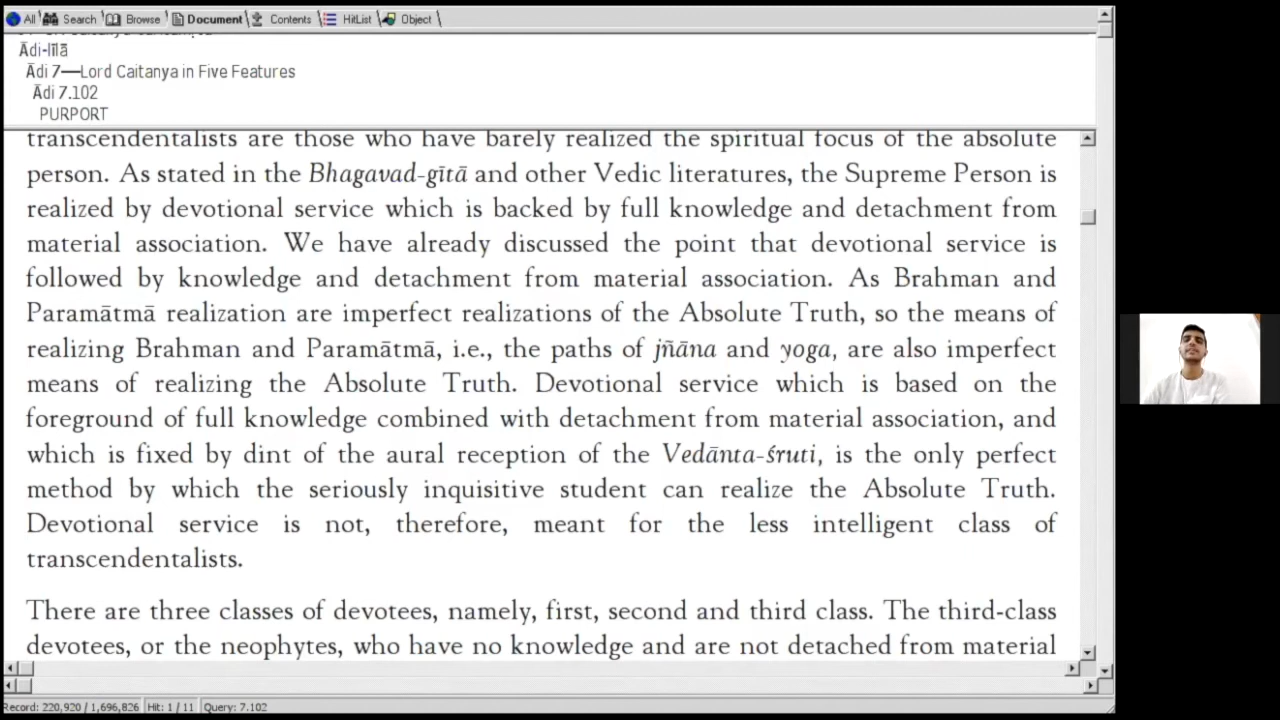 All Search Browse Document Contents HitList Object
Ādi-līlā
Ādi 7—Lord Caitanya in Five Features
Ādi 7.102
PURPORT
transcendentalists are those who have barely realized the spiritual focus of the absolute
person. As stated in the Bhagavad-gītā and other Vedic literatures, the Supreme Person is
realized by devotional service which is backed by full knowledge and detachment from
material association. We have already discussed the point that devotional service is
followed by knowledge and detachment from material association. As Brahman and
Paramātmā realization are imperfect realizations of the Absolute Truth, so the means of
realizing Brahman and Paramātmā, i.e., the paths of jñāna and yoga, are also imperfect
means of realizing the Absolute Truth. Devotional service which is based on the
foreground of full knowledge combined with detachment from material association, and
which is fixed by dint of the aural reception of the Vedānta-śruti, is the only perfect
method by which the seriously inquisitive student can realize the Absolute Truth.
Devotional service is not, therefore, meant for the less intelligent class of
transcendentalists.
There are three classes of devotees, namely, first, second and third class. The third-class
devotees, or the neophytes, who have no knowledge and are not detached from material
Record: 220,920 / 1,696,826 Hit: 1 / 11 Query: 7.102